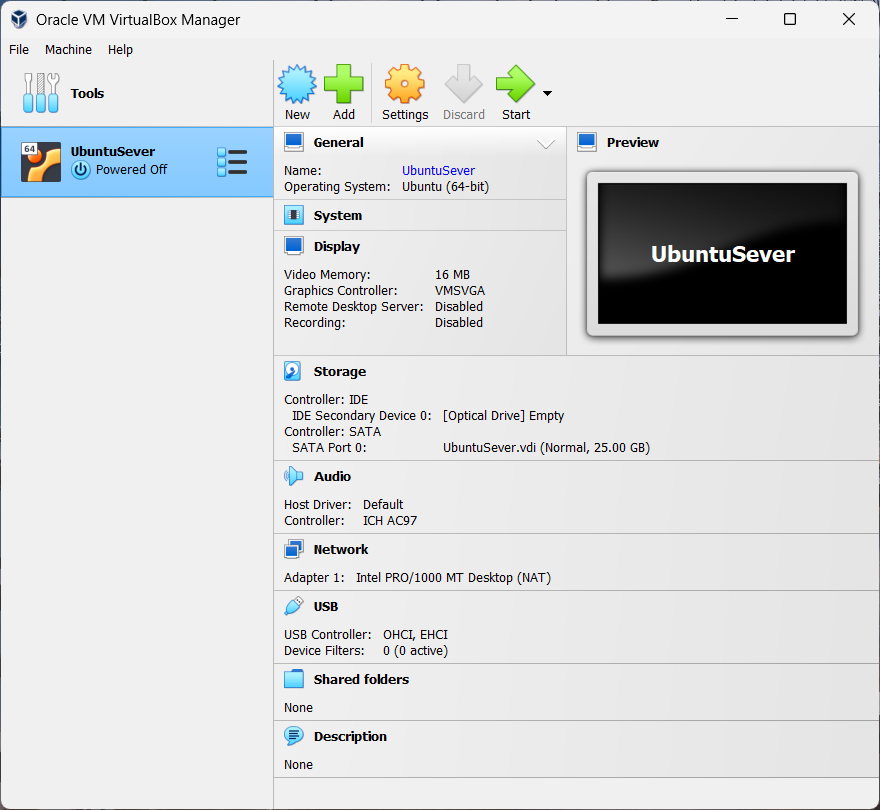 Oracle VM VirtualBox Manager
File Machine Help
Tools
New Add Settings Discard Start
64
UbuntuSever
Powered Off
General
Name: UbuntuSever
Operating System: Ubuntu (64-bit)
System
Display
Video Memory: 16 MB
Graphics Controller: VMSVGA
Remote Desktop Server: Disabled
Recording: Disabled
Preview
UbuntuSever
Storage
Controller: IDE
IDE Secondary Device 0: [Optical Drive] Empty
Controller: SATA
SATA Port 0: UbuntuSever.vdi (Normal, 25.00 GB)
Audio
Host Driver: Default
Controller: ICH AC97
Network
Adapter 1: Intel PRO/1000 MT Desktop (NAT)
USB
USB Controller: OHCI, EHCI
Device Filters: 0 (0 active)
Shared folders
None
Description
None